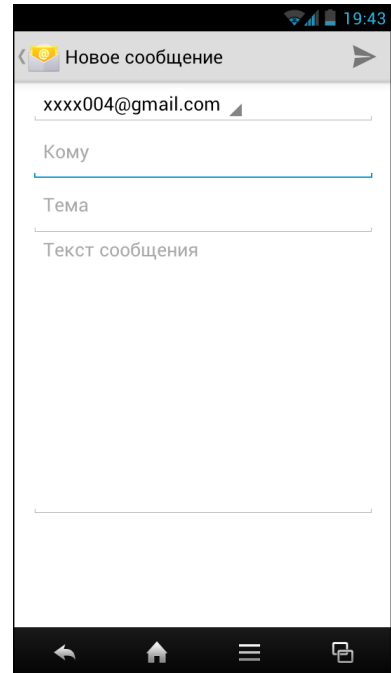 19:43
Новое сообщение
xxxx004@gmail.com
Кому
Тема
Текст сообщения